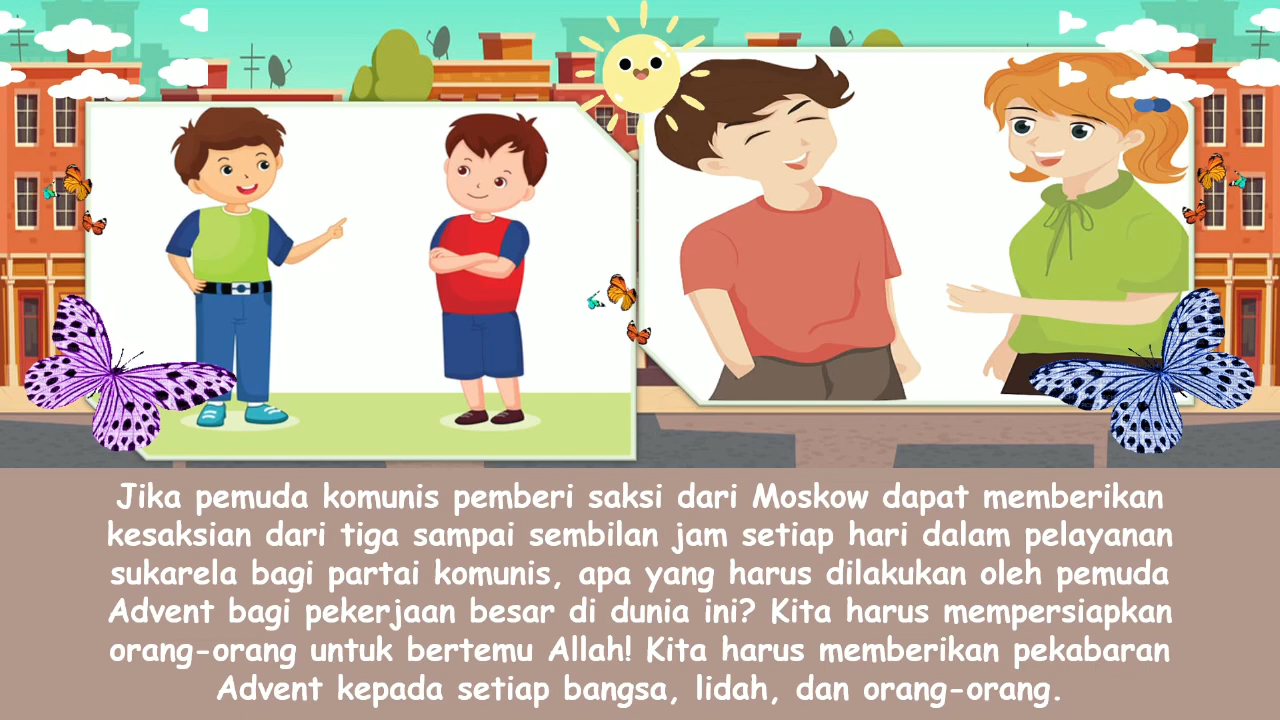 Jika pemuda komunis pemberi saksi dari Moskow dapat memberikan
kesaksian dari tiga sampai sembilan jam setiap hari dalam pelayanan
sukarela bagi partai komunis, apa yang harus dilakukan oleh pemuda
Advent bagi pekerjaan besar di dunia ini? Kita harus mempersiapkan
orang-orang untuk bertemu Allah! Kita harus memberikan pekabaran
Advent kepada setiap bangsa, lidah, dan orang-orang.